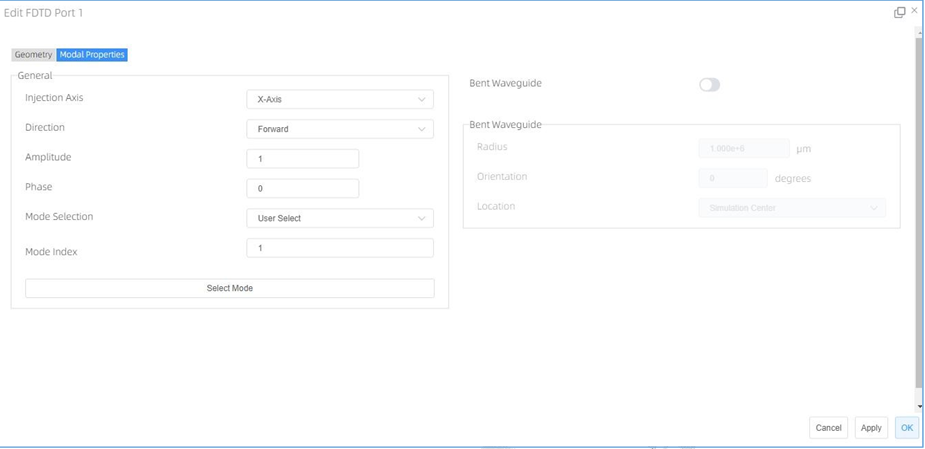 Edit FDTD Port 1
Geometry Modal Properties
General
Injection Axis X-Axis
Direction Forward
Amplitude 1
Phase 0
Mode Selection User Select
Mode Index 1
Select Mode
Bent Waveguide
Bent Waveguide
Radius 1.000e+6 μm
Orientation 0 degrees
Location Simulation Center
Cancel Apply OK